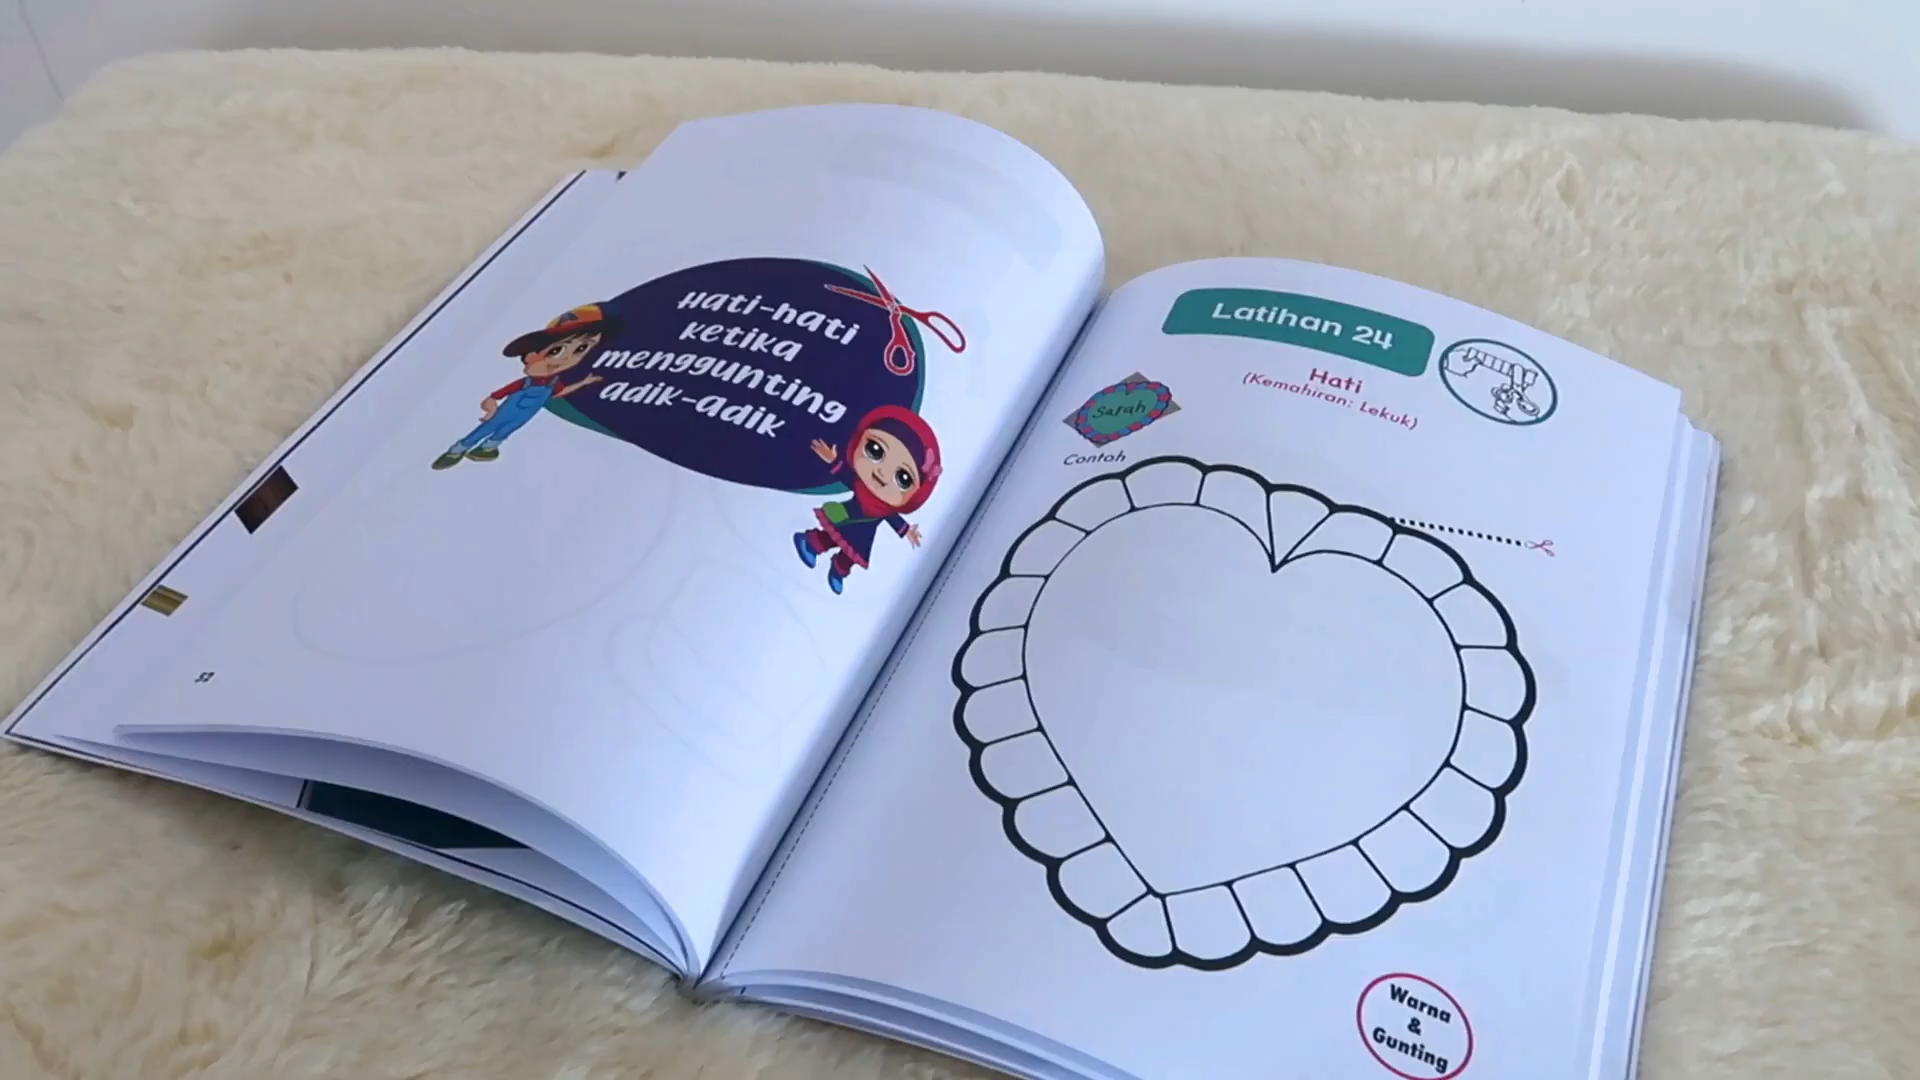 Hati-hati
ketika
menggunting
adik-adik
52
Latihan 24
Hati
(Kemahiran: Lekuk)
Sarah
Contoh
Warna
&
Gunting